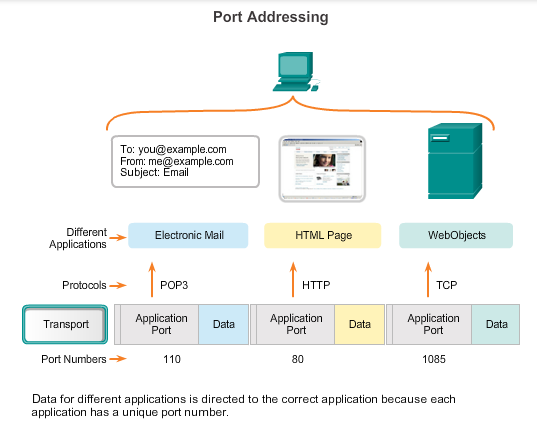 Port Addressing
To: you@example.com
From: me@example.com
Subject: Email
Different
Applications
Electronic Mail
HTML Page
WebObjects
Protocols
POP3
HTTP
TCP
Transport
Application
Port
Data
Application
Port
Data
Application
Port
Data
Port Numbers
110
80
1085
Data for different applications is directed to the correct application because each
application has a unique port number.